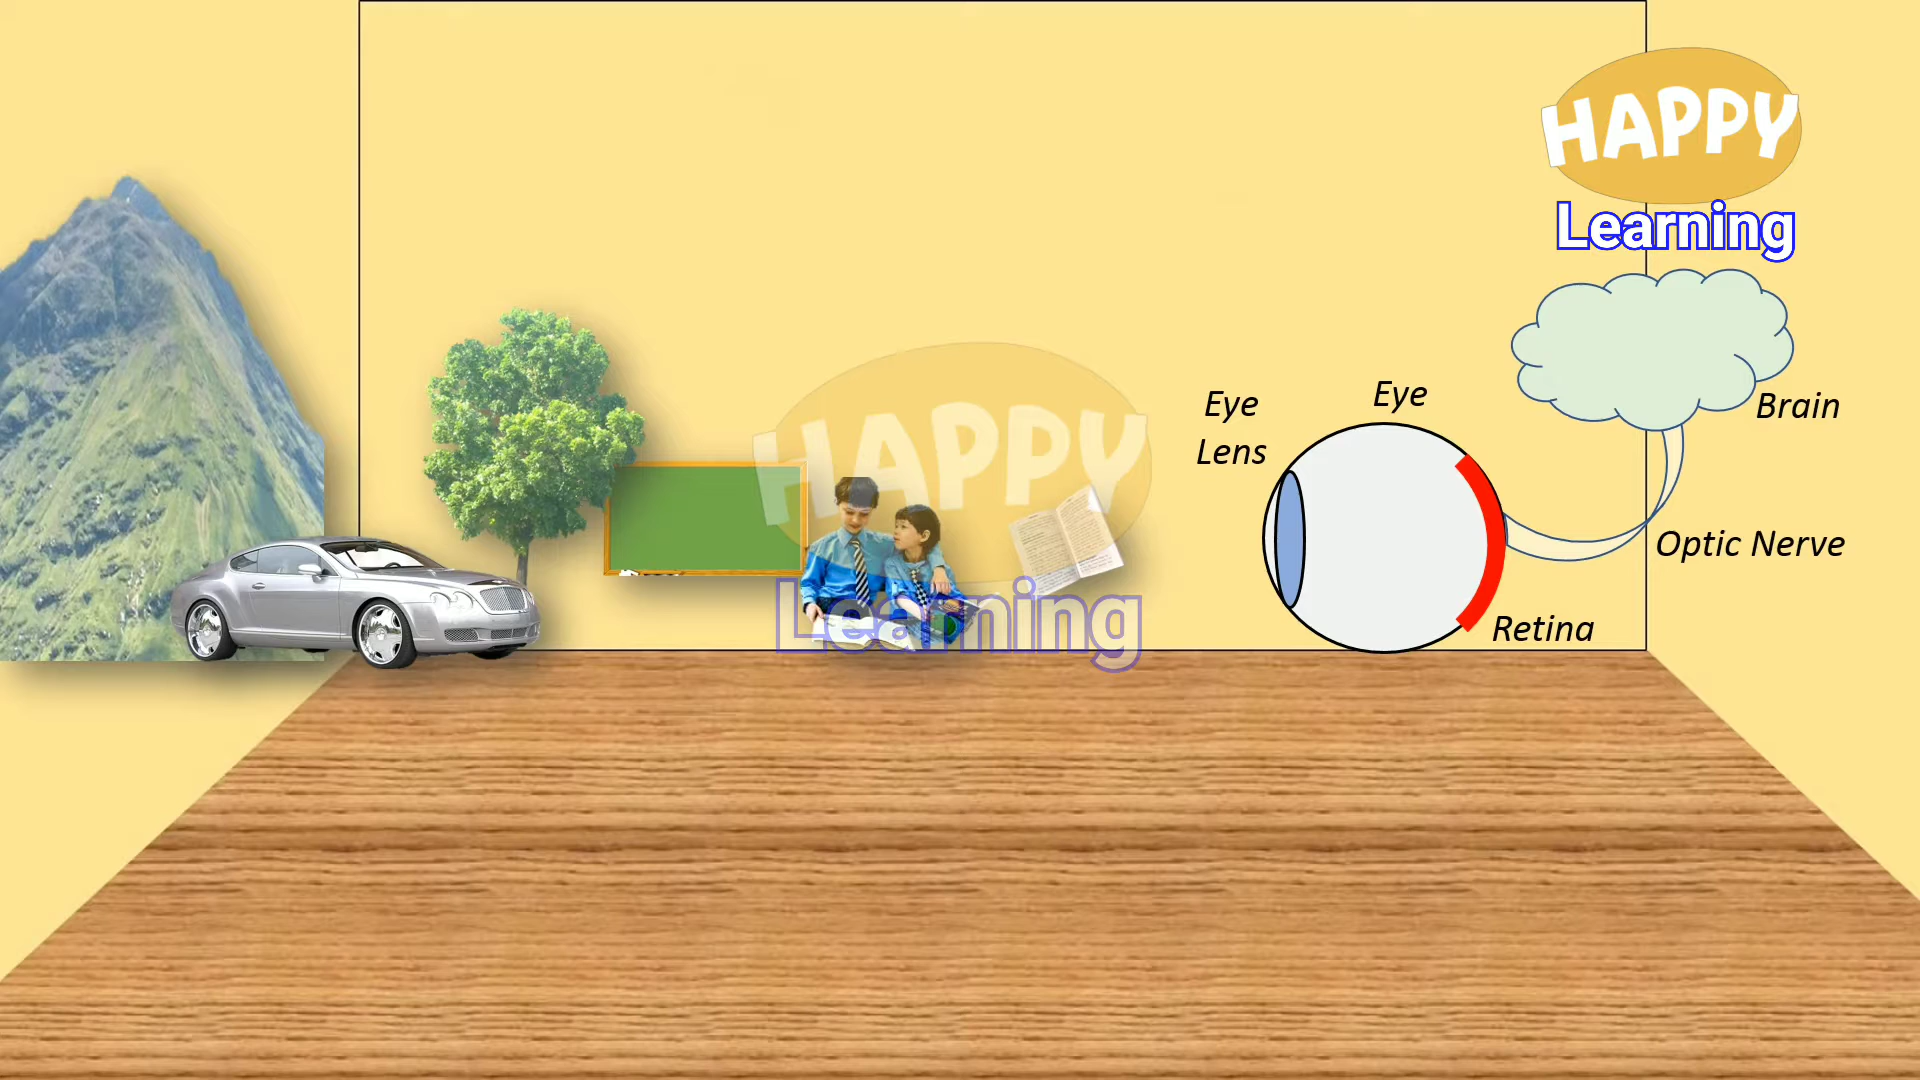 HAPPY
Learning
Eye
Lens
Eye
Brain
HAPPY
Optic Nerve
Learning
Retina